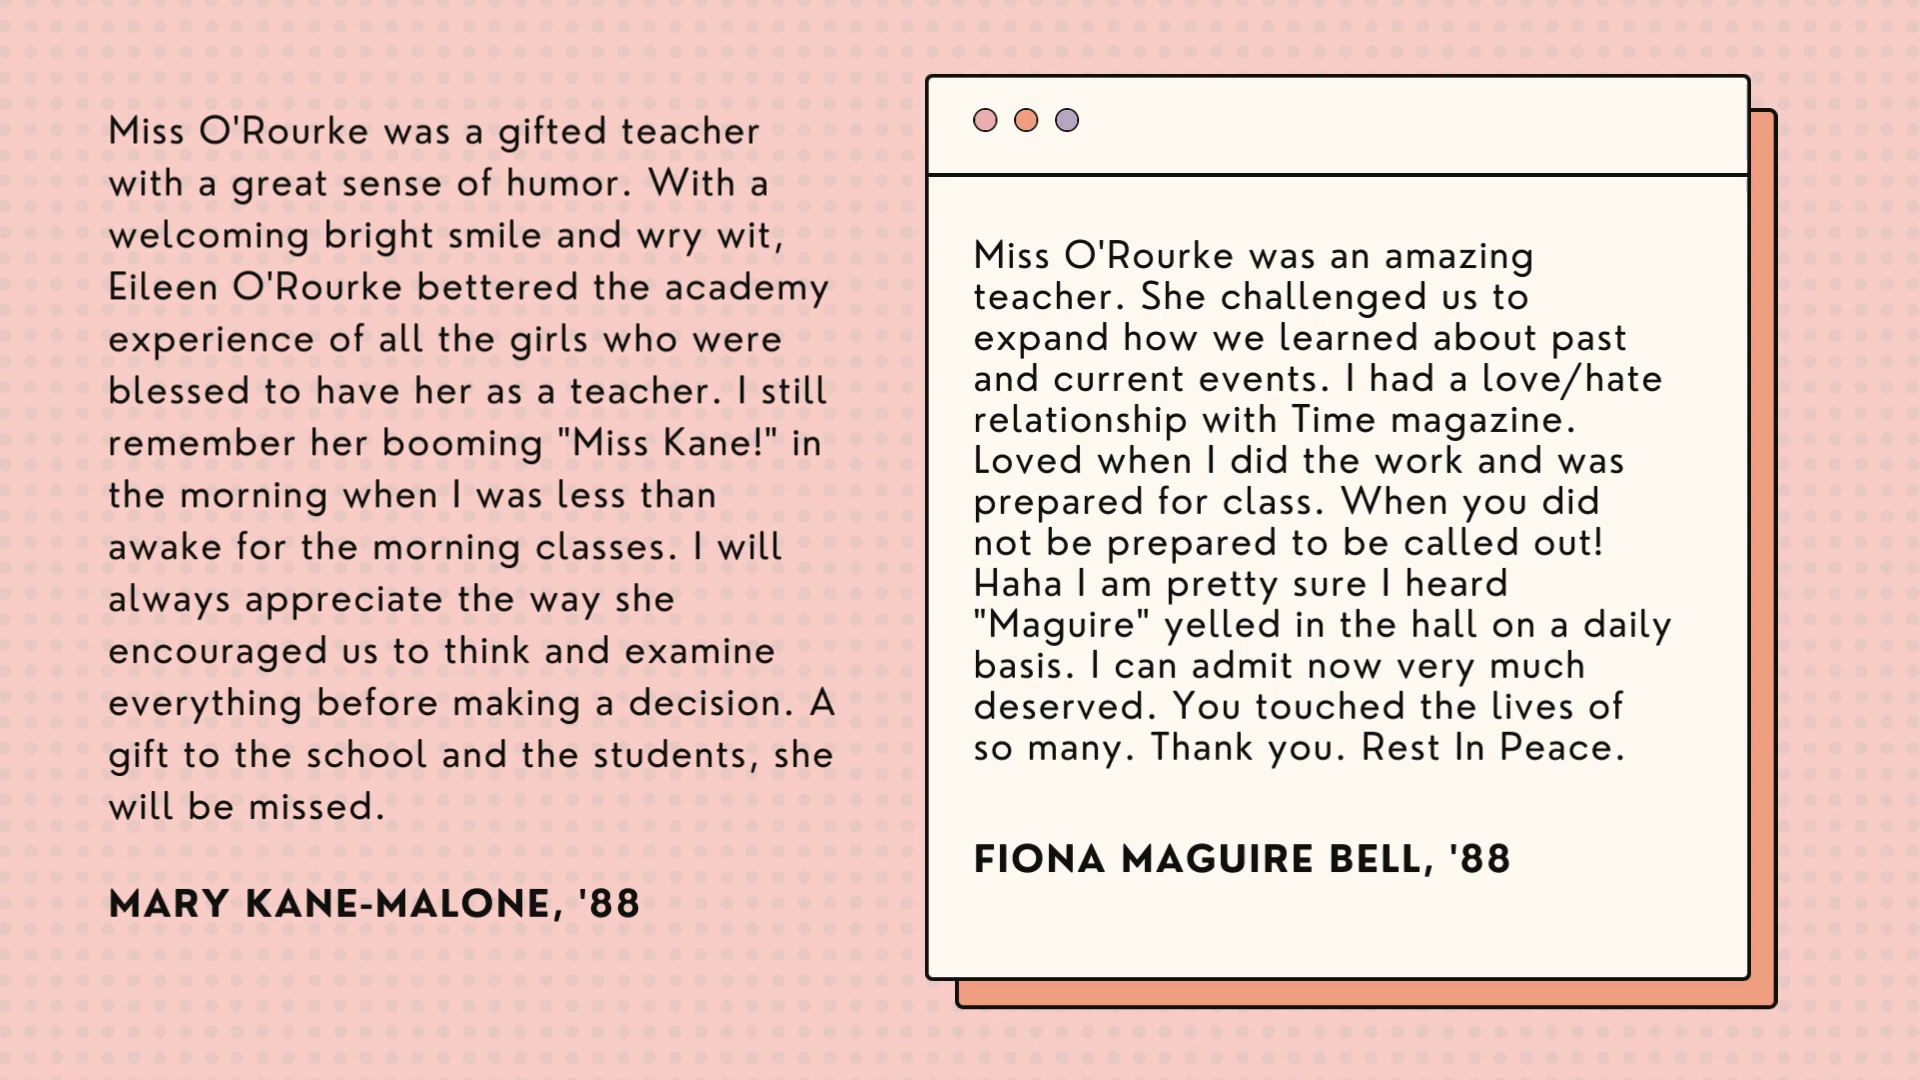 Miss O'Rourke was a gifted teacher
with a great sense of humor. With a
welcoming bright smile and wry wit,
Eileen O'Rourke bettered the academy
experience of all the girls who were
blessed to have her as a teacher. I still
remember her booming "Miss Kane!" in
the morning when I was less than
awake for the morning classes. I will
always appreciate the way she
encouraged us to think and examine
everything before making a decision. A
gift to the school and the students, she
will be missed.
MARY KANE-MALONE, '88
Miss O'Rourke was an amazing
teacher. She challenged us to
expand how we learned about past
and current events. I had a love/hate
relationship with Time magazine.
Loved when I did the work and was
prepared for class. When you did
not be prepared to be called out!
Haha I am pretty sure I heard
"Maguire" yelled in the hall on a daily
basis. I can admit now very much
deserved. You touched the lives of
so many. Thank you. Rest In Peace.
FIONA MAGUIRE BELL, '88